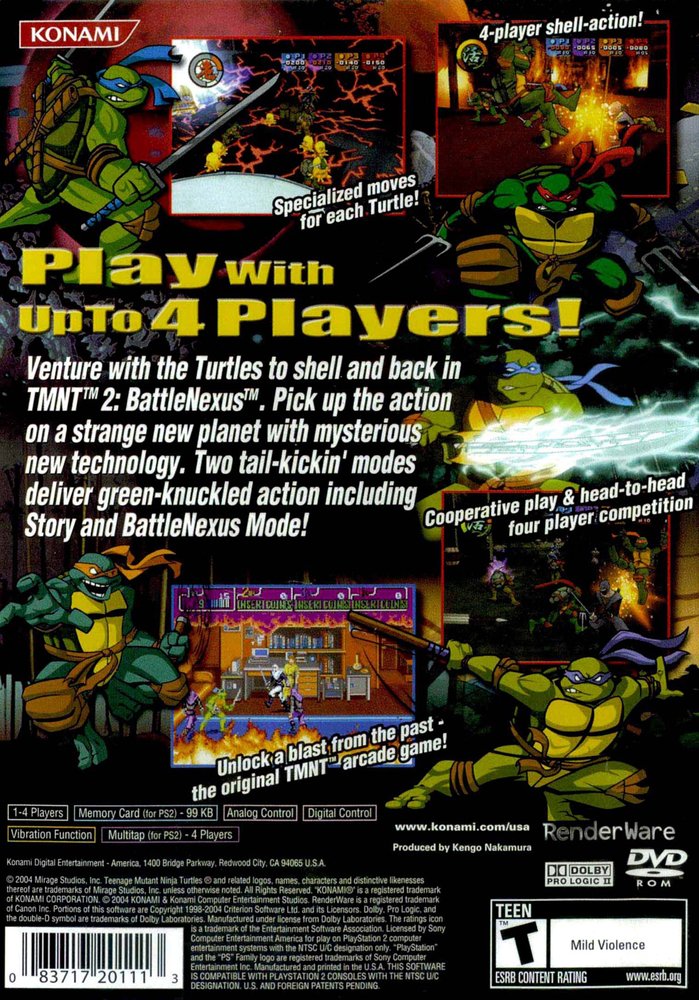 KONAMI
4-player shell-action!
Specialized moves
for each Turtle!
Play With
Up To 4 Players!
Venture with the Turtles to shell and back in
TMNT™ 2: BattleNexus™. Pick up the action
on a strange new planet with mysterious
new technology. Two tail-kickin' modes
deliver green-knuckled action including
Story and BattleNexus Mode!
Cooperative play & head-to-head
four player competition
INSERT COINS INSERT COINS INSERT COINS
Unlock a blast from the past -
the original TMNT™ arcade game!
1-4 Players
Memory Card (for PS2) - 99 KB
Analog Control
Digital Control
Vibration Function
Multitap (for PS2) - 4 Players
www.konami.com/usa
Produced by Kengo Nakamura
RenderWare
DOLBY
PRO LOGIC II
DVD
ROM
Konami Digital Entertainment - America, 1400 Bridge Parkway, Redwood City, CA 94065 U.S.A.
© 2004 Mirage Studios, Inc. Teenage Mutant Ninja Turtles ® and related logos, names, characters and distinctive likenesses
thereof are trademarks of Mirage Studios, Inc. unless otherwise noted. All Rights Reserved. "KONAMI®" is a registered trademark
of KONAMI CORPORATION. © 2004 KONAMI & Konami Computer Entertainment Studios. RenderWare is a registered trademark
of Canon Inc. Portions of this software are Copyright 1998-2004 Criterion Software Ltd. and its Licensors. Dolby, Pro Logic, and
the double-D symbol are trademarks of Dolby Laboratories. Manufactured under license from Dolby Laboratories. The ratings icon
is a trademark of the Entertainment Software Association. Licensed by Sony
Computer Entertainment America for play on PlayStation 2 computer
entertainment systems with the NTSC U/C designation only. "PlayStation"
and the "PS" Family logo are registered trademarks of Sony Computer
Entertainment Inc. Manufactured and printed in the U.S.A. THIS SOFTWARE
IS COMPATIBLE WITH PLAYSTATION 2 CONSOLES WITH THE NTSC U/C
DESIGNATION. U.S. AND FOREIGN PATENTS PENDING.
0 83717 20111 3
TEEN
T
Mild Violence
ESRB CONTENT RATING www.esrb.org